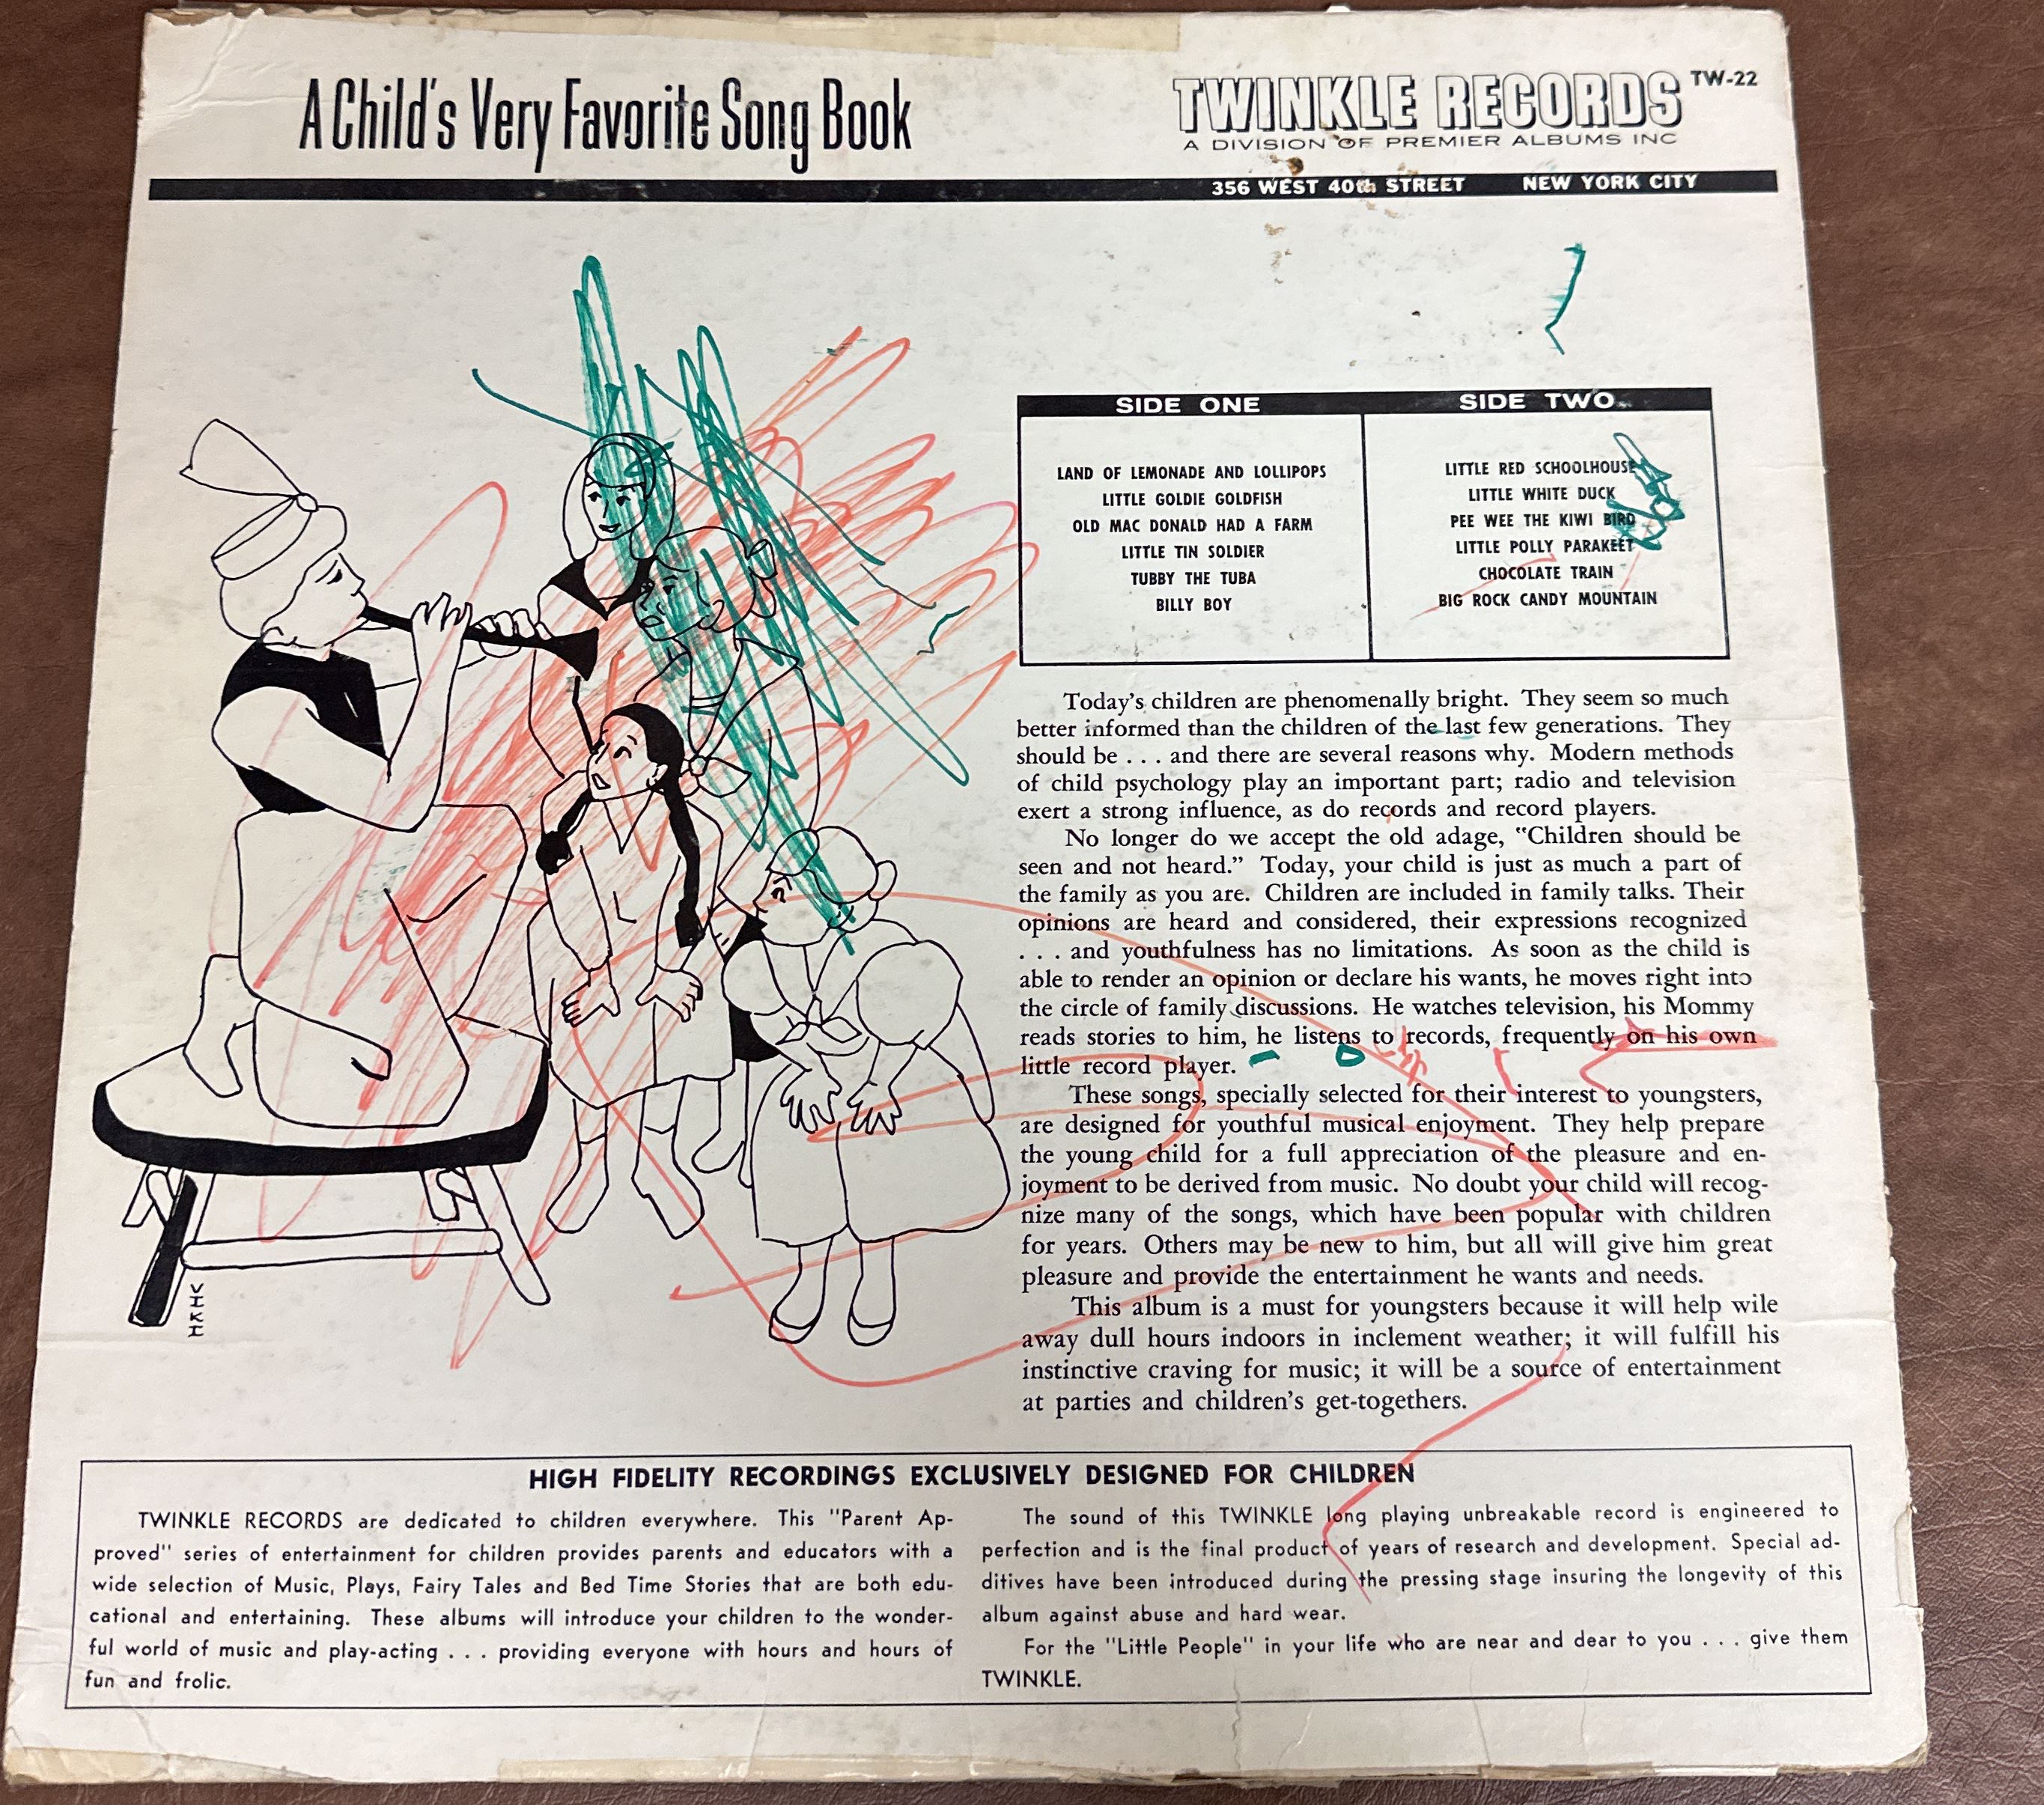 A Child's Very Favorite Song Book
TWINKLE RECORDS TW-22
A DIVISION OF PREMIER ALBUMS INC
356 WEST 40th STREET NEW YORK CITY
SIDE ONE
LAND OF LEMONADE AND LOLLIPOPS
LITTLE GOLDIE GOLDFISH
OLD MAC DONALD HAD A FARM
LITTLE TIN SOLDIER
TUBBY THE TUBA
BILLY BOY
SIDE TWO
LITTLE RED SCHOOLHOUSE
LITTLE WHITE DUCK
PEE WEE THE KIWI BIRD
LITTLE POLLY PARAKEET
CHOCOLATE TRAIN
BIG ROCK CANDY MOUNTAIN
Today's children are phenomenally bright. They seem so much
better informed than the children of the last few generations. They
should be . . . and there are several reasons why. Modern methods
of child psychology play an important part; radio and television
exert a strong influence, as do records and record players.
No longer do we accept the old adage, "Children should be
seen and not heard." Today, your child is just as much a part of
the family as you are. Children are included in family talks. Their
opinions are heard and considered, their expressions recognized
. . . and youthfulness has no limitations. As soon as the child is
able to render an opinion or declare his wants, he moves right into
the circle of family discussions. He watches television, his Mommy
reads stories to him, he listens to records, frequently on his own
little record player.
These songs, specially selected for their interest to youngsters,
are designed for youthful musical enjoyment. They help prepare
the young child for a full appreciation of the pleasure and en-
joyment to be derived from music. No doubt your child will recog-
nize many of the songs, which have been popular with children
for years. Others may be new to him, but all will give him great
pleasure and provide the entertainment he wants and needs.
This album is a must for youngsters because it will help wile
away dull hours indoors in inclement weather; it will fulfill his
instinctive craving for music; it will be a source of entertainment
at parties and children's get-togethers.
VIKI
HIGH FIDELITY RECORDINGS EXCLUSIVELY DESIGNED FOR CHILDREN
TWINKLE RECORDS are dedicated to children everywhere. This "Parent Ap-
proved" series of entertainment for children provides parents and educators with a
wide selection of Music, Plays, Fairy Tales and Bed Time Stories that are both edu-
cational and entertaining. These albums will introduce your children to the wonder-
ful world of music and play-acting . . . providing everyone with hours and hours of
fun and frolic.
The sound of this TWINKLE long playing unbreakable record is engineered to
perfection and is the final product of years of research and development. Special ad-
ditives have been introduced during the pressing stage insuring the longevity of this
album against abuse and hard wear.
For the "Little People" in your life who are near and dear to you . . . give them
TWINKLE.